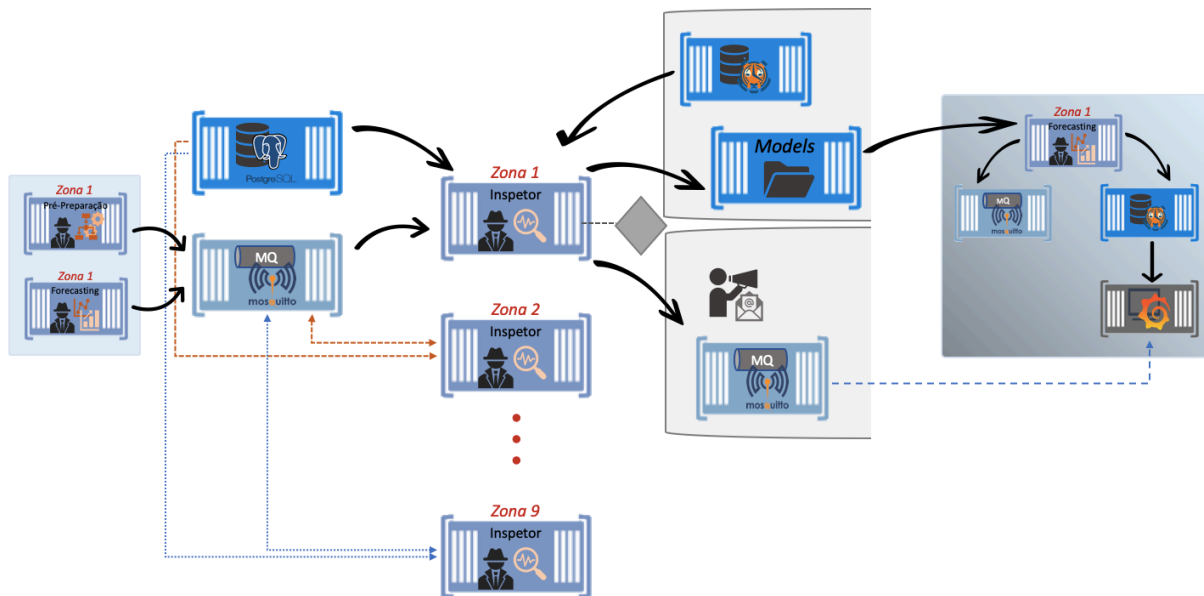 Zona 1
Pré-Preparação
Zona 1
Forecasting
PostgreSQL
MQ
mosquitto
Zona 1
Inspetor
Zona 2
Inspetor
Zona 9
Inspetor
Models
@
MQ
mosquitto
Zona 1
Forecasting
MQ
mosquitto